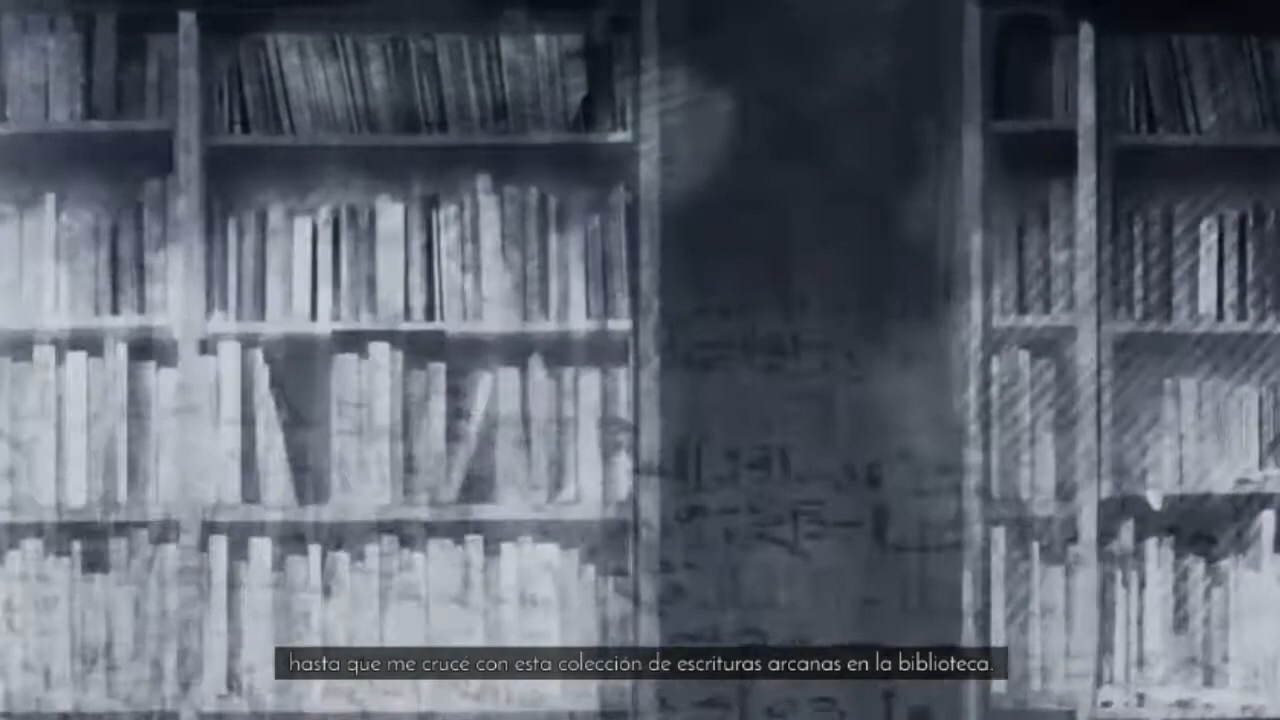 hasta que me crucé con esta colección de escrituras arcanas en la biblioteca.